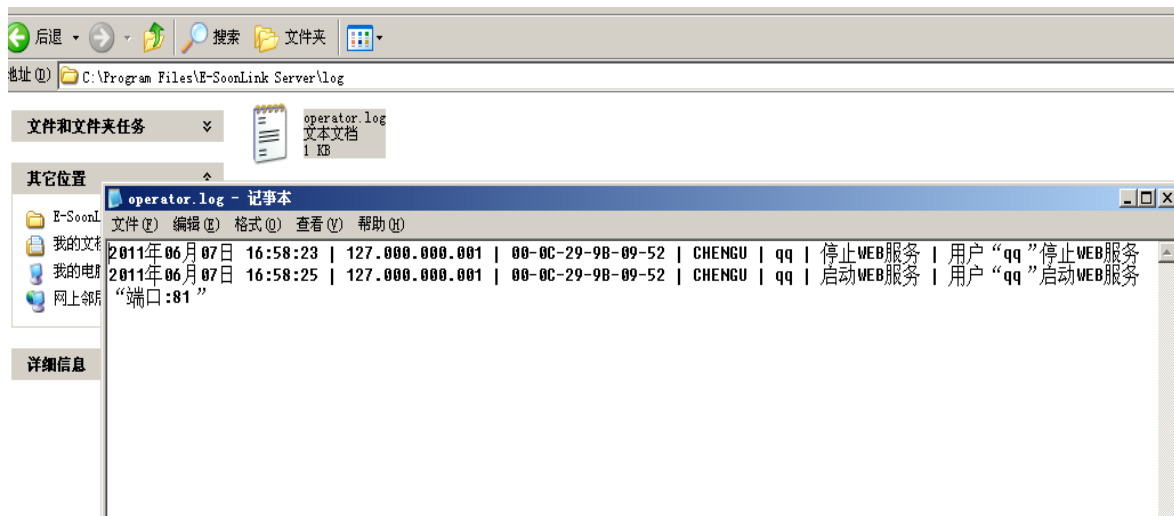 后退 搜索 文件夹
地址(D) C:\Program Files\E-SoonLink Server\log
文件和文件夹任务
operator.log
文本文档
1 KB
其它位置
operator.log - 记事本
E-SoonL
文件(F) 编辑(E) 格式(O) 查看(V) 帮助(H)
我的文档
2011年06月07日 16:58:23 | 127.000.000.001 | 00-0C-29-9B-09-52 | CHENGU | qq | 停止WEB服务 | 用户“qq”停止WEB服务
我的电脑
2011年06月07日 16:58:25 | 127.000.000.001 | 00-0C-29-9B-09-52 | CHENGU | qq | 启动WEB服务 | 用户“qq”启动WEB服务
网上邻居
“端口:81”
详细信息